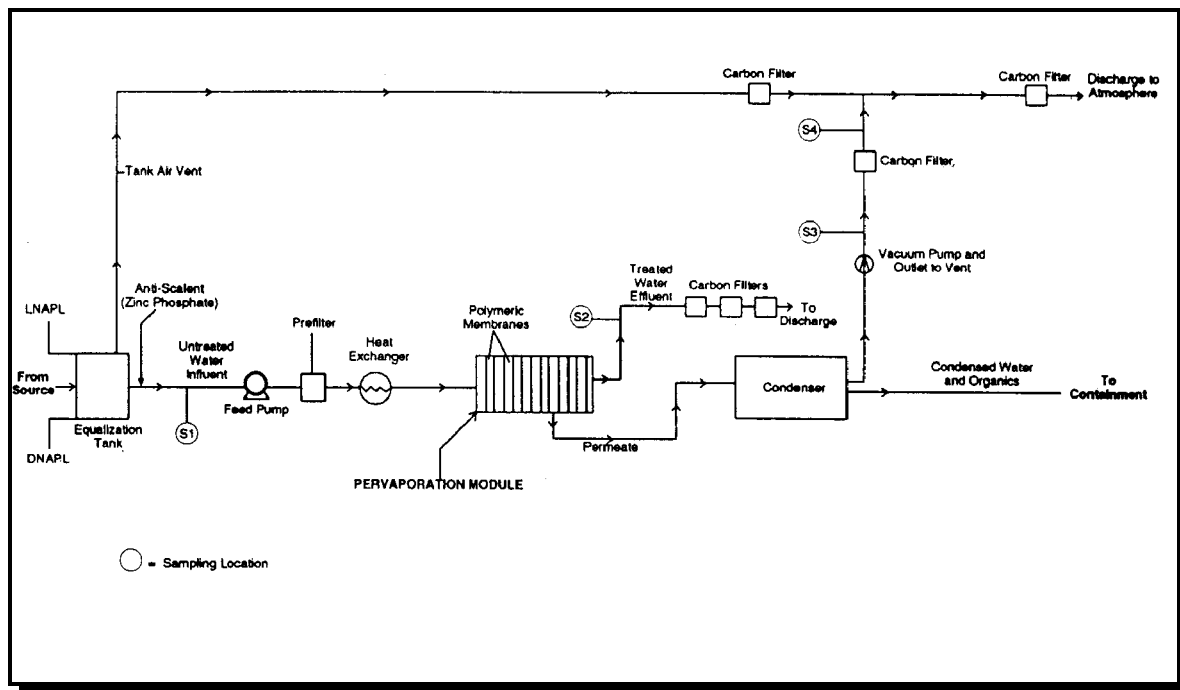 Carbon Filter
Carbon Filter
Discharge to
Atmosphere
S4
Carbon Filter,
Tank Air Vent
S3
Vacuum Pump and
Outlet to Vent
Treated
Water
Effluent
Carbon Filters
To
Discharge
S2
Anti-Scalent
(Zinc Phosphate)
LNAPL
Polymeric
Membranes
Prefilter
Heat
Exchanger
Untreated
Water
Influent
From
Source
Feed Pump
Condenser
Condensed Water
and Organics
To
Containment
Equalization
Tank
S1
DNAPL
Permeate
PERVAPORATION MODULE
= Sampling Location